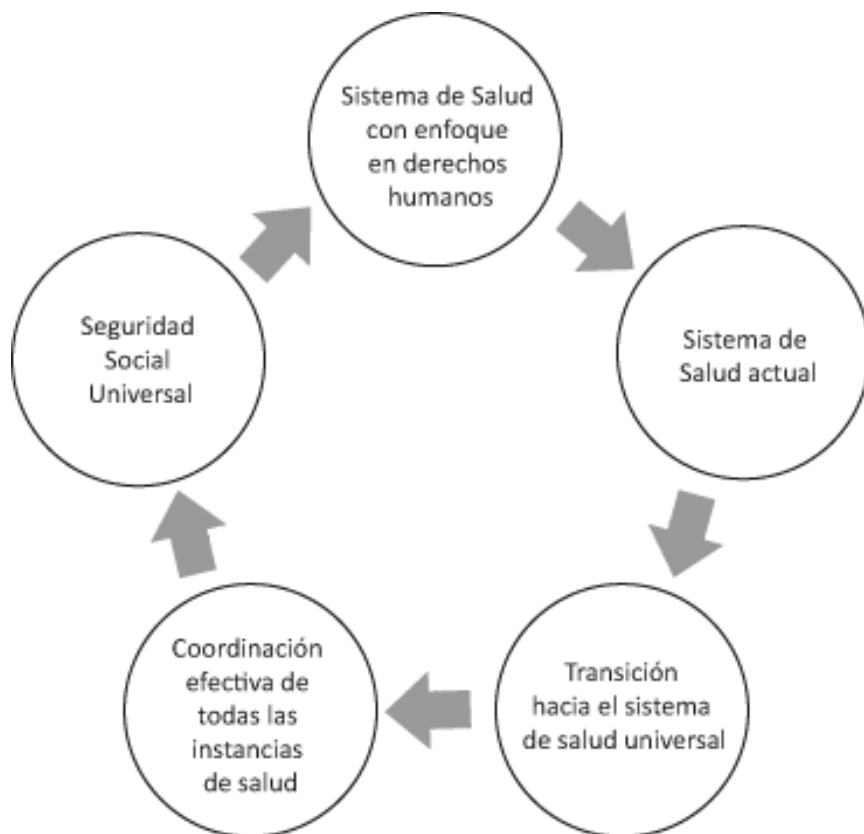 Sistema de Salud
con enfoque
en derechos
humanos
Sistema de
Salud actual
Transición
hacia el sistema
de salud universal
Coordinación
efectiva de
todas las
instancias
de salud
Seguridad
Social
Universal